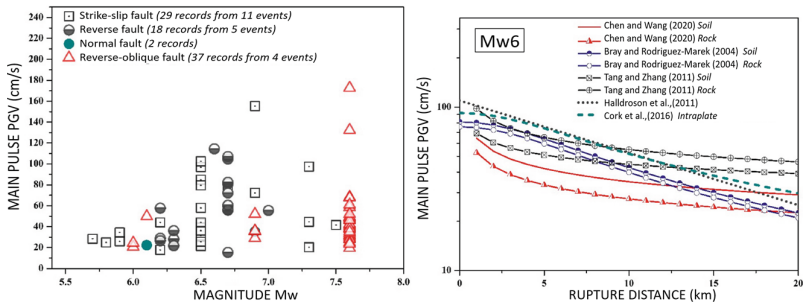 Strike-slip fault (29 records from 11 events)
Reverse fault (18 records from 5 events)
Normal fault (2 records)
Reverse-oblique fault (37 records from 4 events)
MAIN PULSE PGV (cm/s)
240
220
200
180
160
140
120
100
80
60
40
20
0
5.5
6.0
6.5
7.0
7.5
8.0
MAGNITUDE Mw
Mw6
Chen and Wang (2020) Soil
Chen and Wang (2020) Rock
Bray and Rodriguez-Marek (2004) Soil
Bray and Rodriguez-Marek (2004) Rock
Tang and Zhang (2011) Soil
Tang and Zhang (2011) Rock
Halldroson et al.,(2011)
Cork et al.,(2016) Intraplate
MAIN PULSE PGV (cm/s)
100
10
0
5
10
15
20
RUPTURE DISTANCE (km)